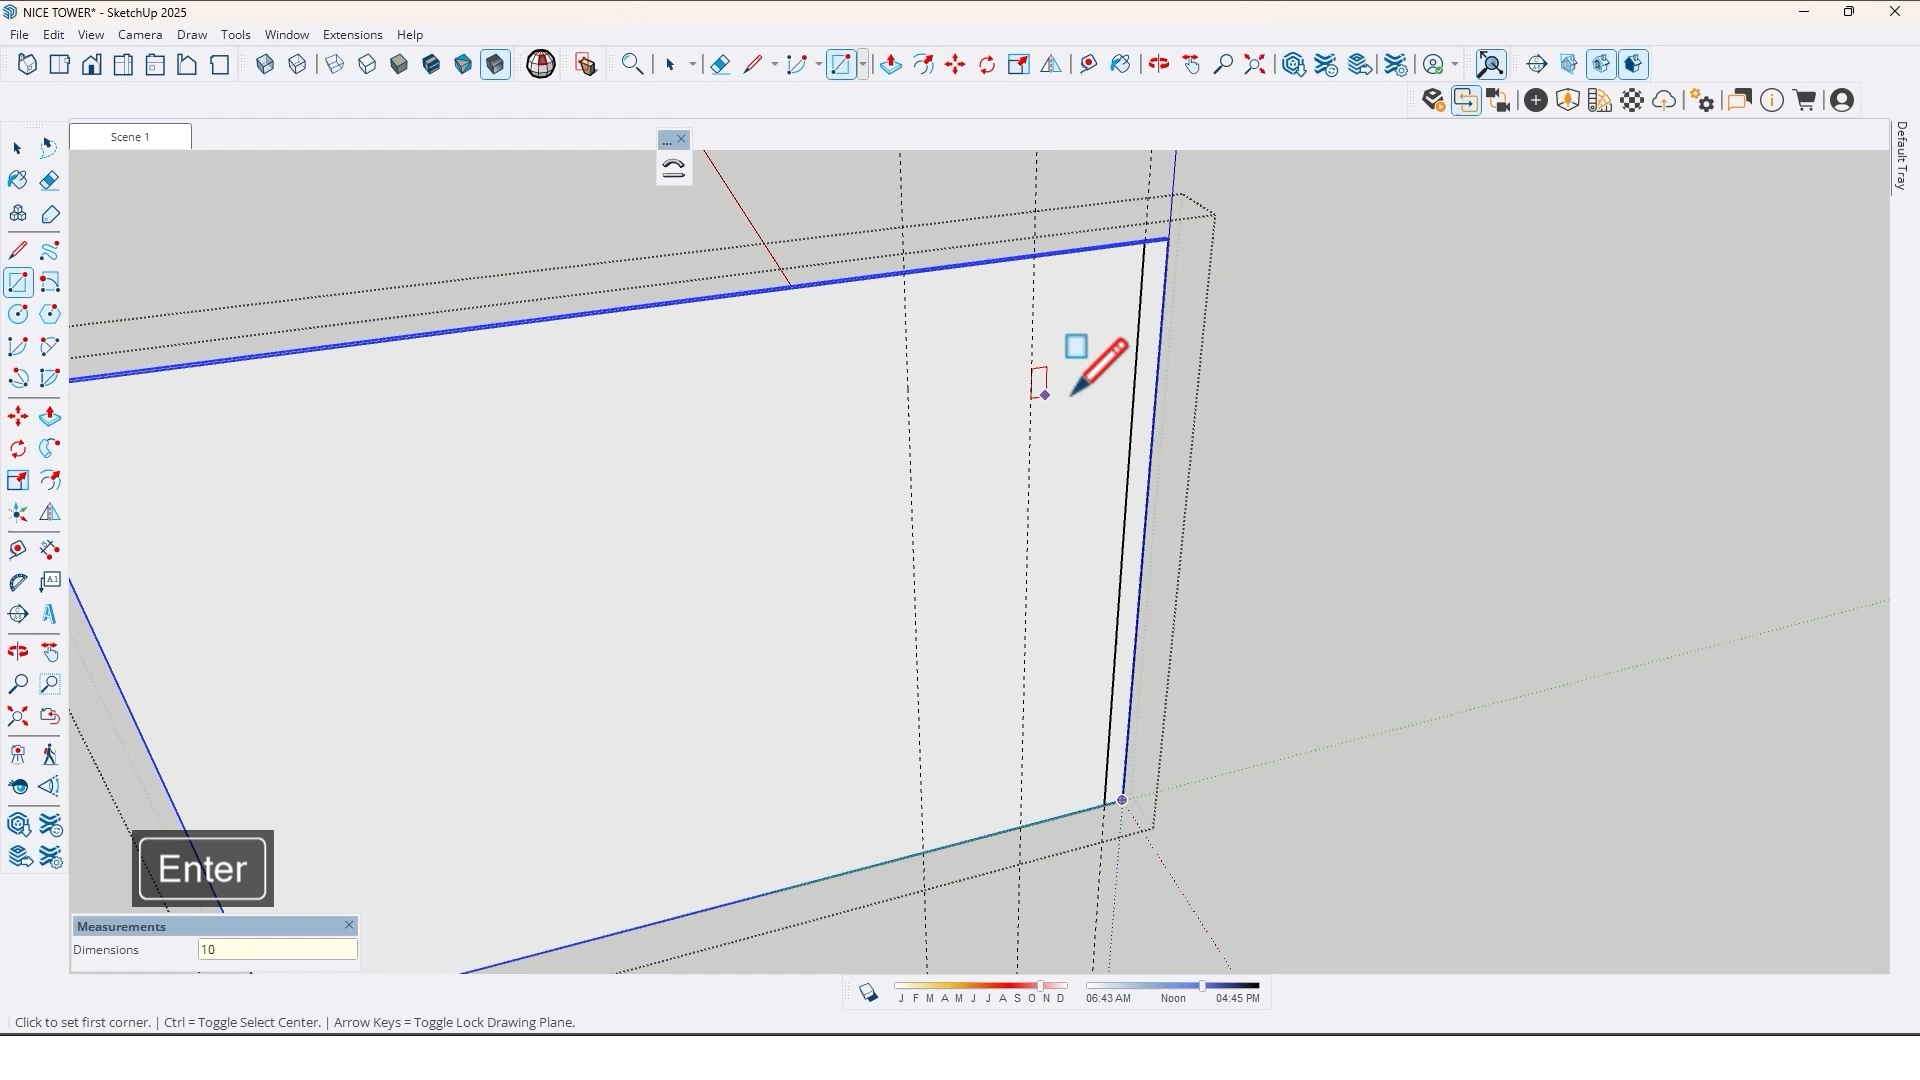 NICE TOWER* - SketchUp 2025
File Edit View Camera Draw Tools Window Extensions Help
Scene 1
...
Default Tray
A1
Enter
Measurements
Dimensions 10
J F M A M J J A S O N D
06:43 AM Noon 04:45 PM
Click to set first corner. | Ctrl = Toggle Select Center. | Arrow Keys = Toggle Lock Drawing Plane.